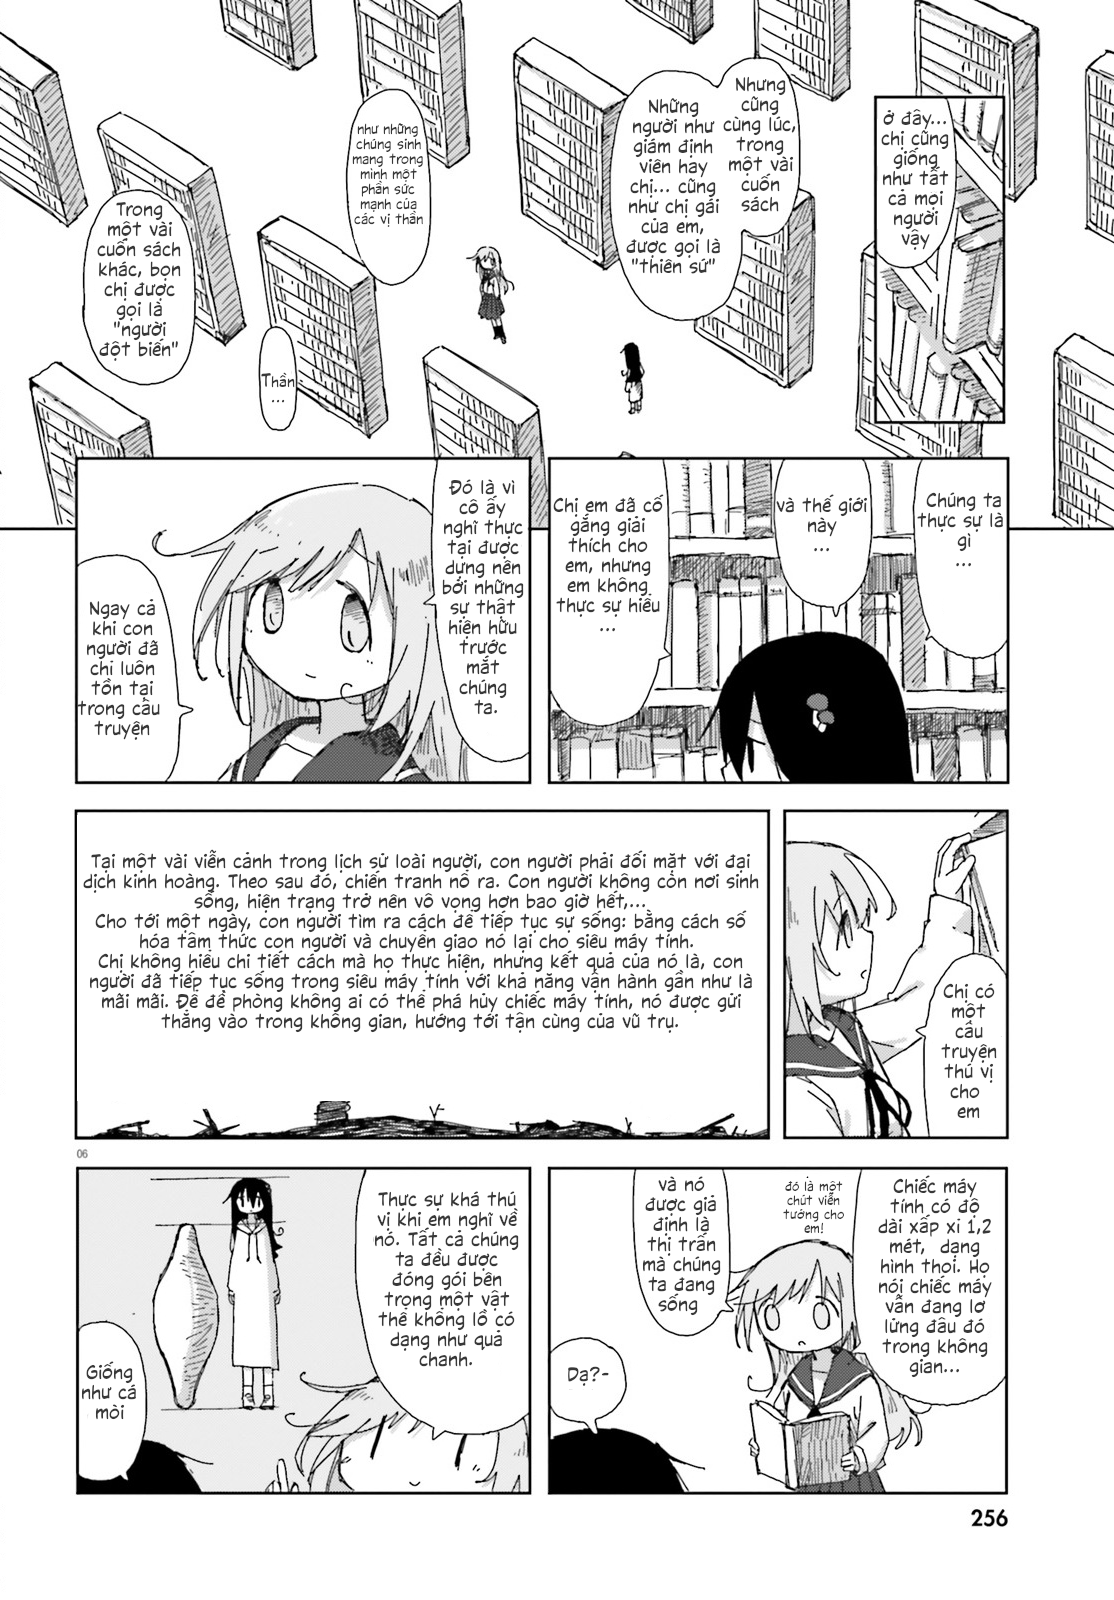 ở đây...
chị cũng
giống
như tất
cả mọi
người
vậy
Nhưng
cũng
cùng lúc,
trong
một vài
cuốn
sách
Những
người như
giám định
viên hay
chị... cũng
như chị gái
của em,
được gọi là
"thiên sứ"
như những
chúng sinh
mang trong
mình một
phần sức
mạnh của
các vị thần
Thần
...
Trong
một vài
cuốn sách
khác, bọn
chị được
gọi là
"người
đột biến"
Chúng ta
thực sự là
gì
...
và thế giới
này
...
Chị em đã cố
gắng giải
thích cho
em, nhưng
em không
thực sự hiểu
...
Đó là vì
cô ấy
nghĩ thực
tại được
dựng nên
bởi những
sự thật
hiện hữu
trước
mắt
chúng
ta.
Ngay cả
khi con
người đã
chỉ luôn
tồn tại
trong câu
truyện
Chị có
một
câu
truyện
thú vị
cho
em
Tại một vài viễn cảnh trong lịch sử loài người, con người phải đối mặt với đại
dịch kinh hoàng. Theo sau đó, chiến tranh nổ ra. Con người không còn nơi sinh
sống, hiện trạng trở nên vô vọng hơn bao giờ hết,...
Cho tới một ngày, con người tìm ra cách để tiếp tục sự sống: bằng cách số
hóa tâm thức con người và chuyển giao nó lại cho siêu máy tính.
Chị không hiểu chi tiết cách mà họ thực hiện, nhưng kết quả của nó là, con
người đã tiếp tục sống trong siêu máy tính với khả năng vận hành gần như là
mãi mãi. Để đề phòng không ai có thể phá hủy chiếc máy tính, nó được gửi
thẳng vào trong không gian, hướng tới tận cùng của vũ trụ.
06
Chiếc máy
tính có độ
dài xấp xỉ 1,2
mét, dạng
hình thoi. Họ
nói chiếc máy
vẫn đang lơ
lửng đâu đó
trong không
gian...
đó là một
chút viễn
tưởng cho
em!
và nó
được giả
định là
thị trấn
mà chúng
ta đang
sống
Dạ?-
Thực sự khá thú
vị khi em nghĩ về
nó. Tất cả chúng
ta đều được
đóng gói bên
trong một vật
thể khổng lồ có
dạng như quả
chanh.
Giống
như cá
mòi
256